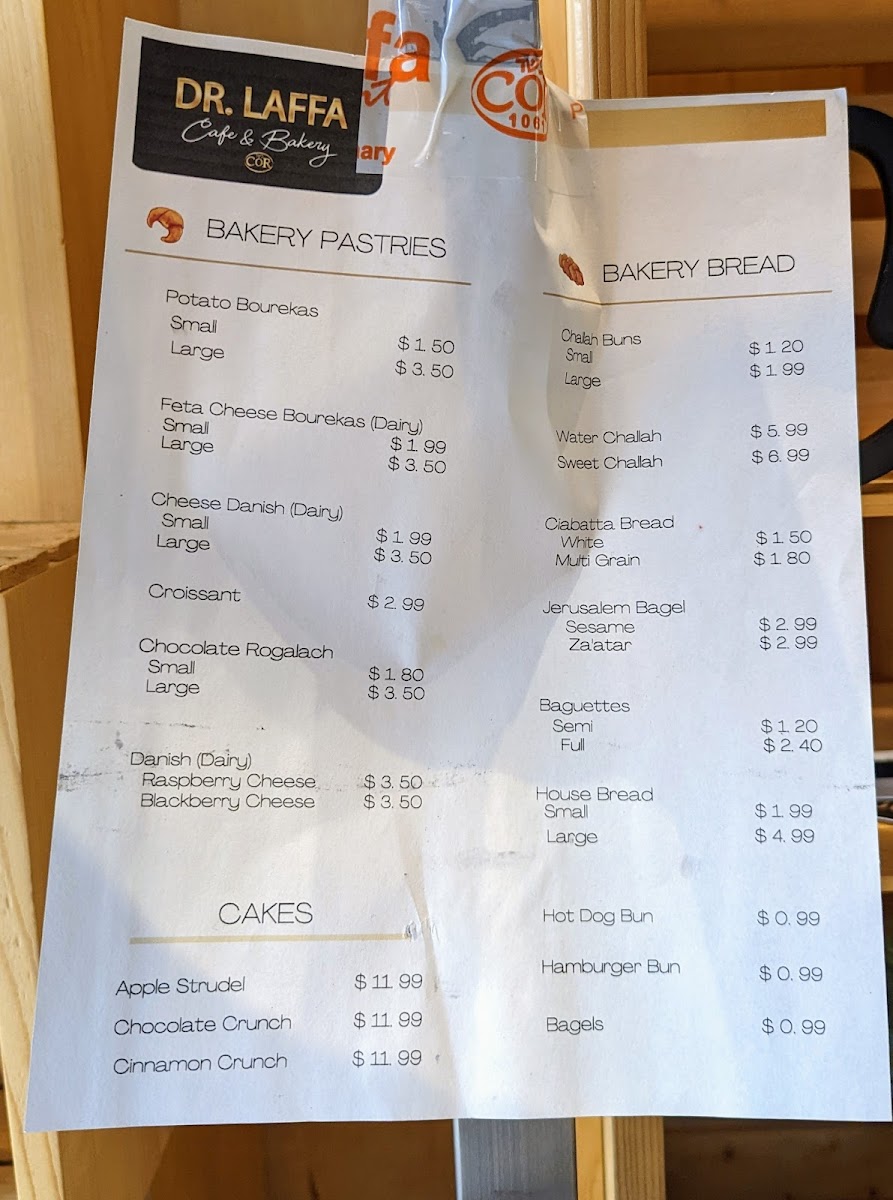 DR. LAFFA
Cafe & Bakery
COR
fa
COR
106
P
ary
BAKERY PASTRIES
Potato Bourekas
Small $1.50
Large $3.50
Feta Cheese Bourekas (Dairy)
Small $1.99
Large $3.50
Cheese Danish (Dairy)
Small $1.99
Large $3.50
Croissant $2.99
Chocolate Rogalach
Small $1.80
Large $3.50
Danish (Dairy)
Raspberry Cheese $3.50
Blackberry Cheese $3.50
CAKES
Apple Strudel $11.99
Chocolate Crunch $11.99
Cinnamon Crunch $11.99
BAKERY BREAD
Challah Buns
Small $1.20
Large $1.99
Water Challah $5.99
Sweet Challah $6.99
Ciabatta Bread
White $1.50
Multi Grain $1.80
Jerusalem Bagel
Sesame $2.99
Za'atar $2.99
Baguettes
Semi $1.20
Full $2.40
House Bread
Small $1.99
Large $4.99
Hot Dog Bun $0.99
Hamburger Bun $0.99
Bagels $0.99